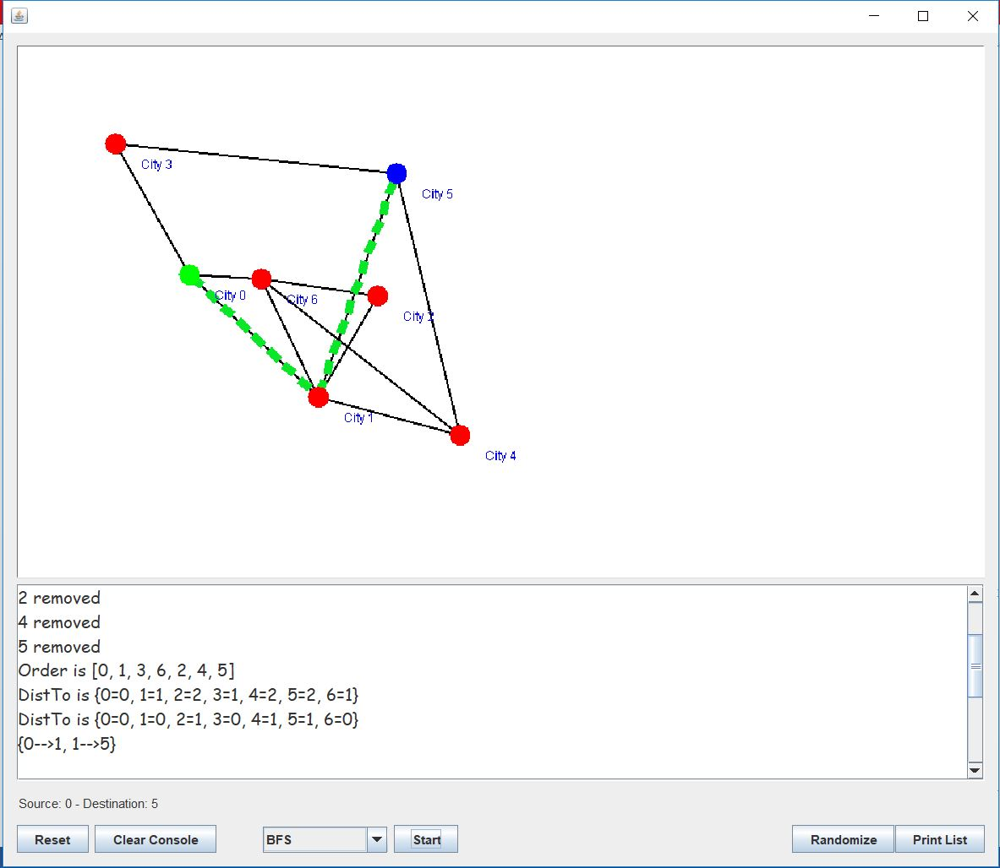 City 3
City 5
City 0
City 6
City 2
City 1
City 4
2 removed
4 removed
5 removed
Order is [0, 1, 3, 6, 2, 4, 5]
DistTo is {0=0, 1=1, 2=2, 3=1, 4=2, 5=2, 6=1}
DistTo is {0=0, 1=0, 2=1, 3=0, 4=1, 5=1, 6=0}
{0-->1, 1-->5}
Source: 0 - Destination: 5
Reset Clear Console BFS Start Randomize Print List